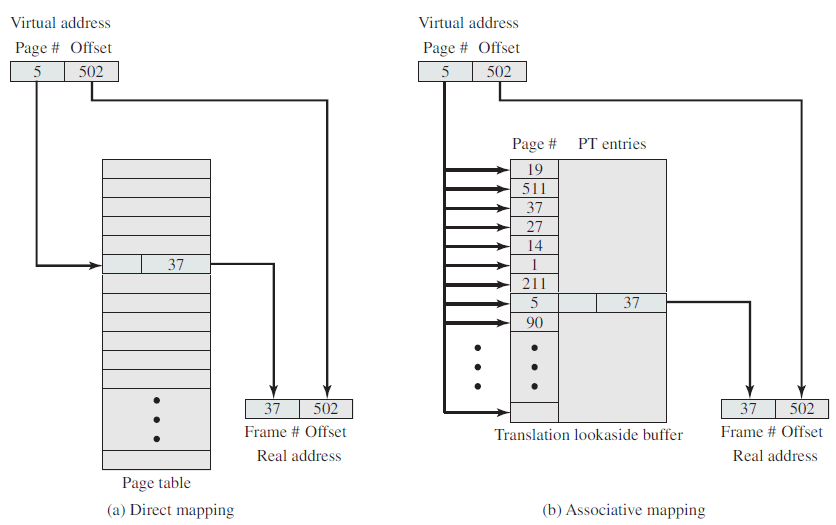 Virtual address
Page # Offset
5 502
37
37 502
Frame # Offset
Real address
Page table
(a) Direct mapping
Virtual address
Page # Offset
5 502
Page # PT entries
19
511
37
27
14
1
211
5 37
90
37 502
Translation lookaside buffer
Frame # Offset
Real address
(b) Associative mapping